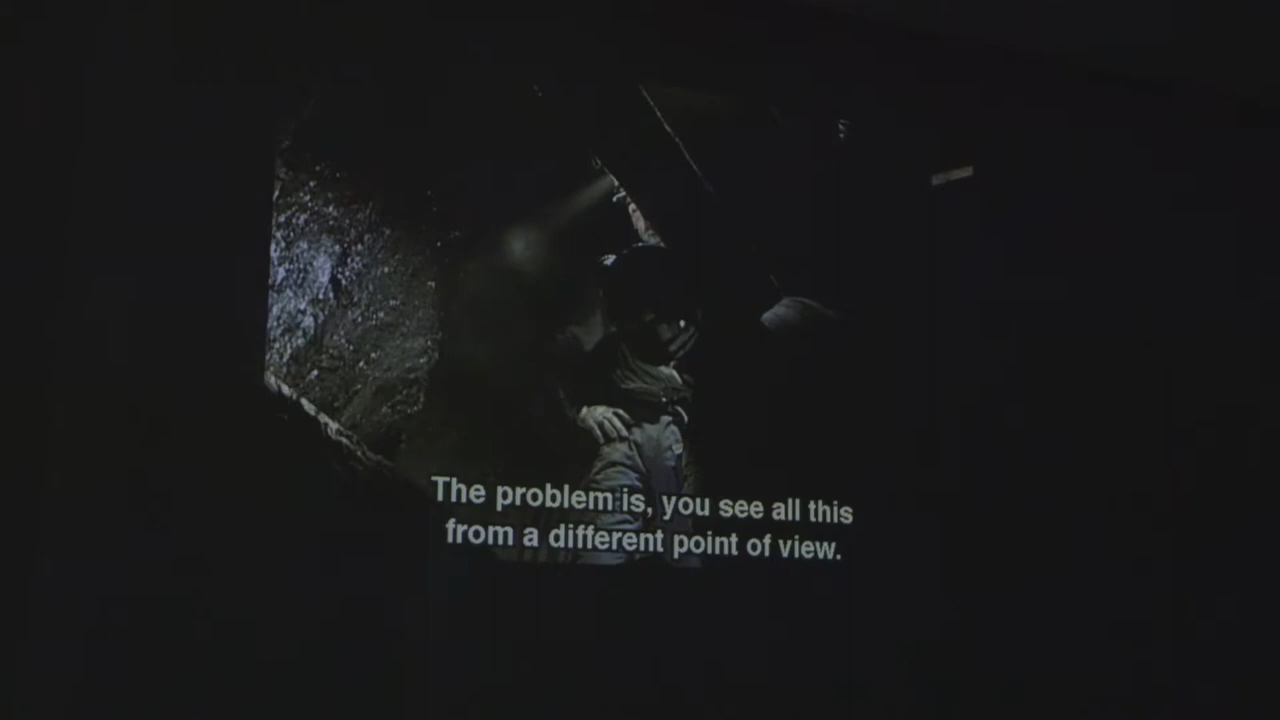 The problem is, you see all this
from a different point of view.